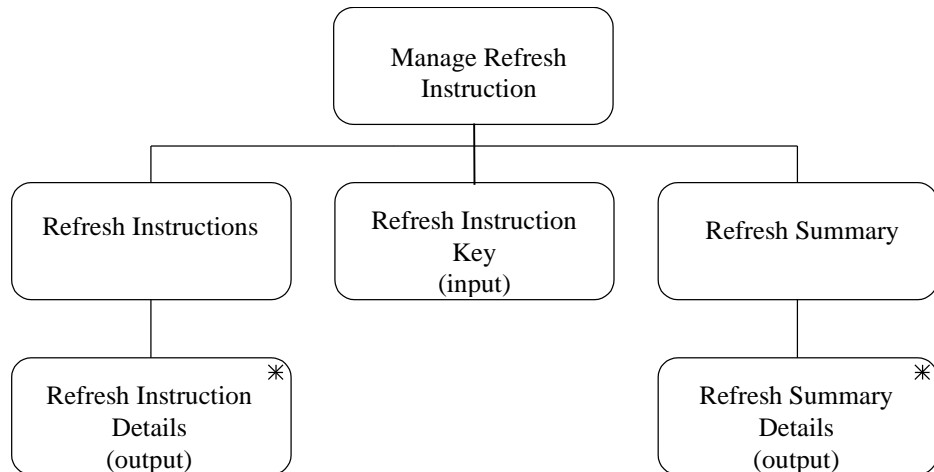 Manage Refresh
Instruction
Refresh Instructions
Refresh Instruction
Key
(input)
Refresh Summary
Refresh Instruction
Details
(output)
Refresh Summary
Details
(output)